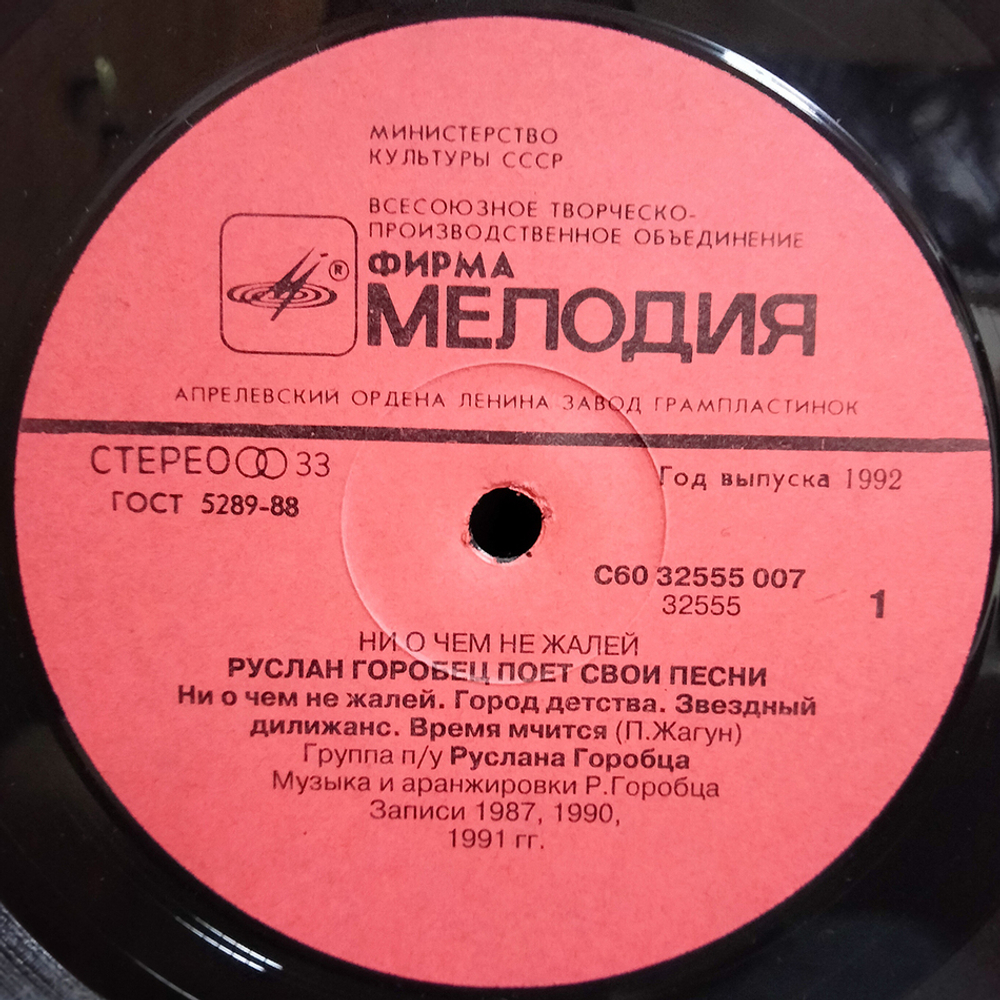 МИНИСТЕРСТВО
КУЛЬТУРЫ СССР
ВСЕСОЮЗНОЕ ТВОРЧЕСКО-
ПРОИЗВОДСТВЕННОЕ ОБЪЕДИНЕНИЕ
®
ФИРМА
МЕЛОДИЯ
АПРЕЛЕВСКИЙ ОРДЕНА ЛЕНИНА ЗАВОД ГРАМПЛАСТИНОК
СТЕРЕО 33
Год выпуска 1992
ГОСТ 5289-88
С60 32555 007
32555
1
НИ О ЧЕМ НЕ ЖАЛЕЙ
РУСЛАН ГОРОБЕЦ ПОЕТ СВОИ ПЕСНИ
Ни о чем не жалей. Город детства. Звездный
дилижанс. Время мчится (П.Жагун)
Группа п/у Руслана Горобца
Музыка и аранжировки Р.Горобца
Записи 1987, 1990,
1991 гг.